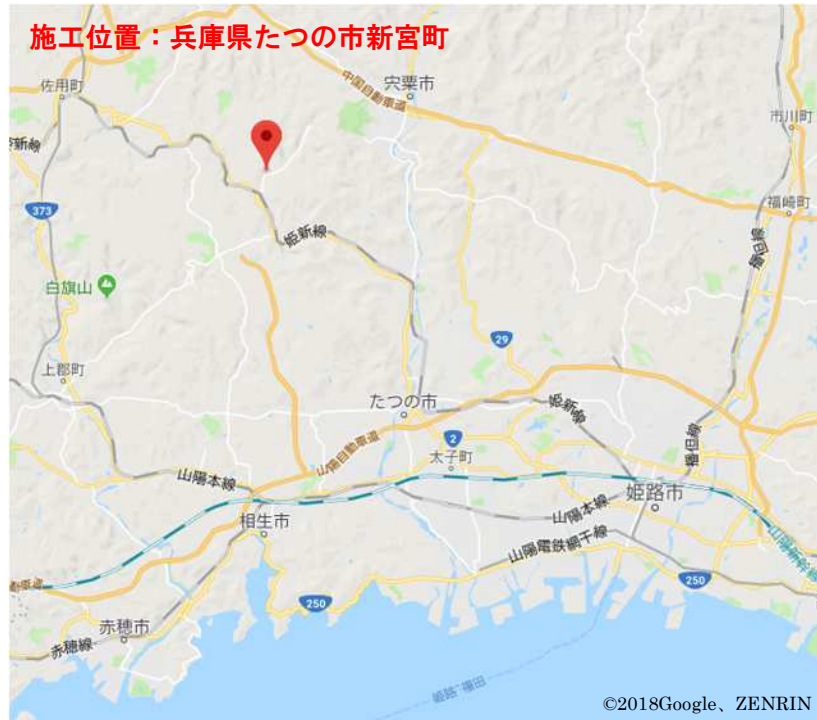 施工位置：兵庫県たつの市新宮町
宍粟市
佐用町
中国自動車道
市川町
373
姫新線
福崎町
播但線
白旗山
29
上郡町
たつの市
姫新線
2
播但線
山陽自動車道
太子町
山陽本線
姫路市
相生市
山陽本線
山陽電鉄網干線
山陽新幹線
250
250
赤穂市
赤穂線
©2018Google、ZENRIN